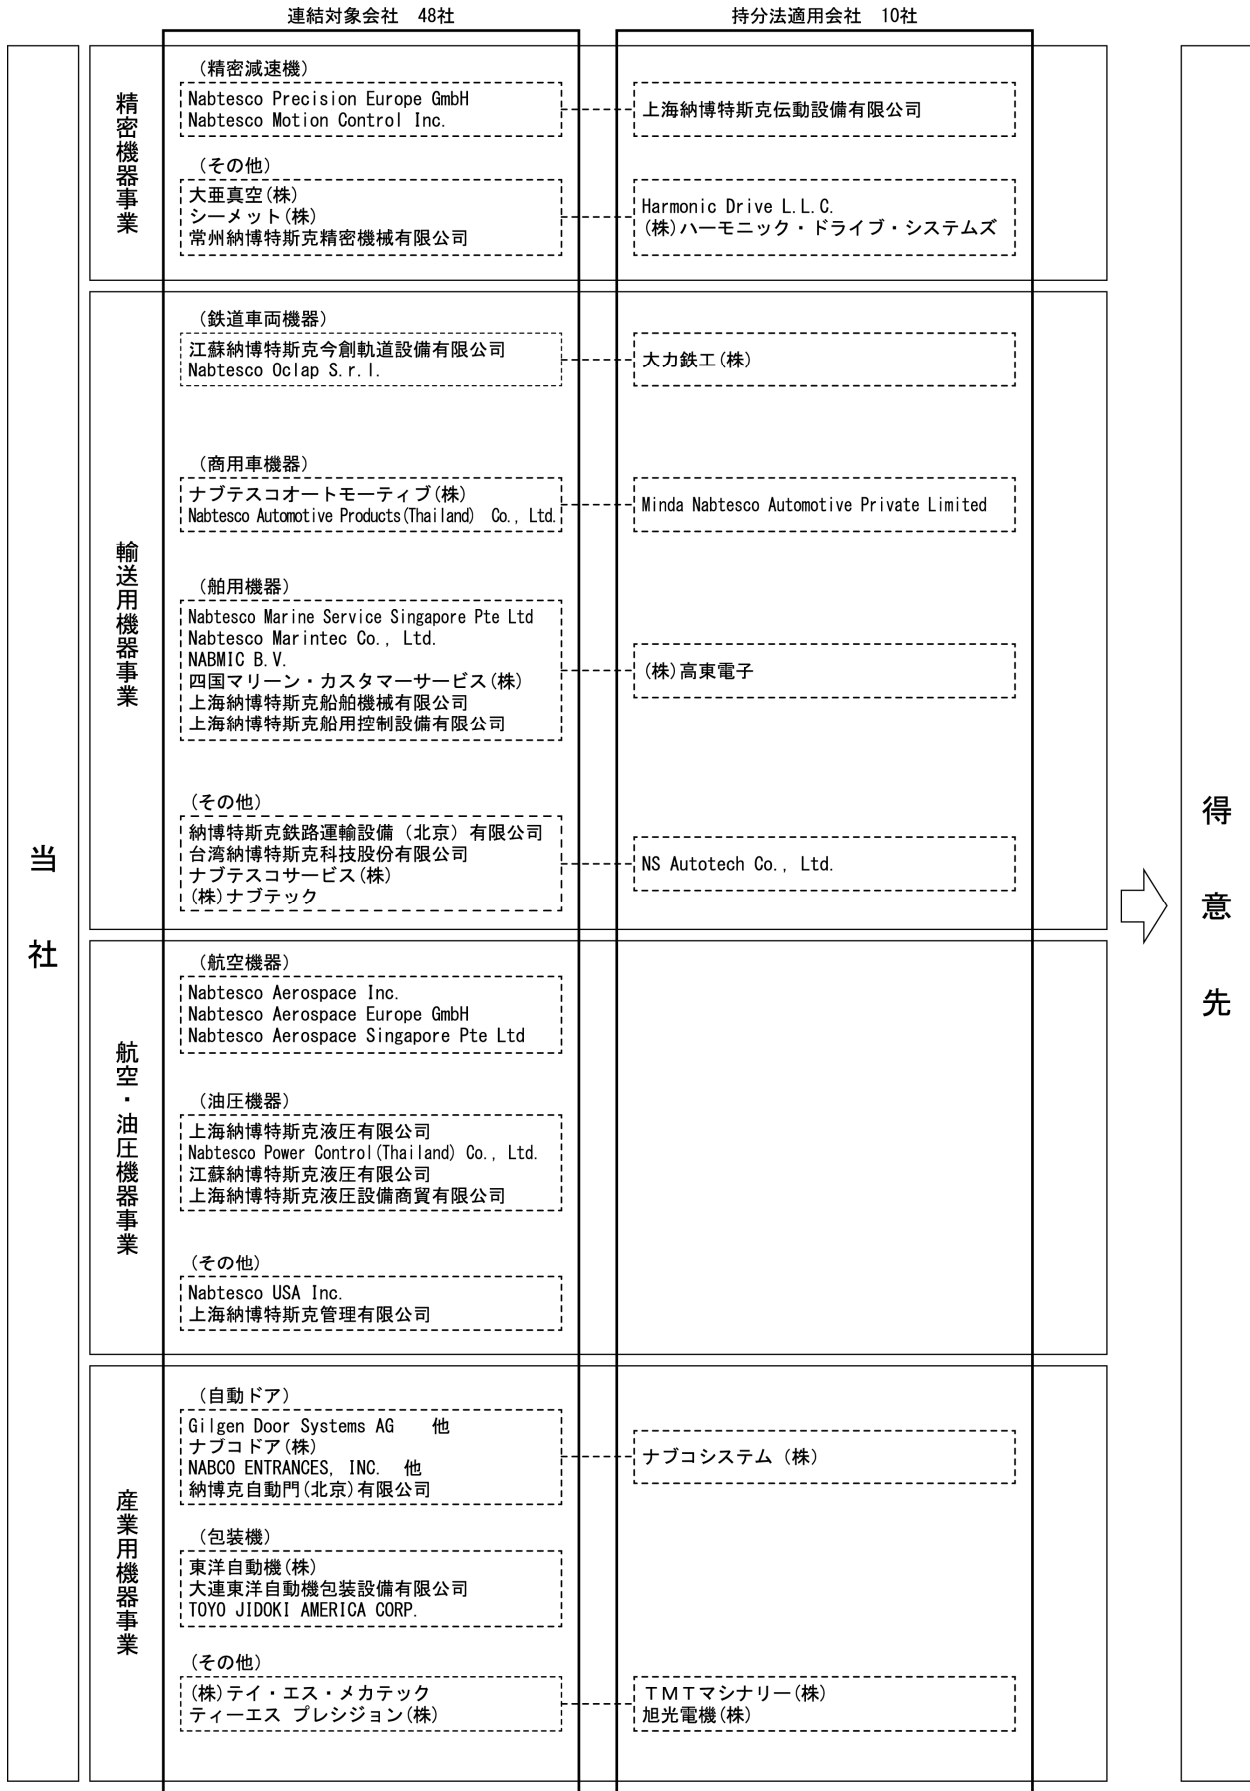 連結対象会社 48社
持分法適用会社 10社
当社
精密機器事業
（精密減速機）
Nabtesco Precision Europe GmbH
Nabtesco Motion Control Inc.
上海納博特斯克伝動設備有限公司
（その他）
大亜真空(株)
シーメット(株)
常州納博特斯克精密機械有限公司
Harmonic Drive L.L.C.
(株)ハーモニック・ドライブ・システムズ
輸送用機器事業
（鉄道車両機器）
江蘇納博特斯克今創軌道設備有限公司
Nabtesco Oclap S.r.l.
大力鉄工(株)
（商用車機器）
ナブテスコオートモーティブ(株)
Nabtesco Automotive Products(Thailand) Co., Ltd.
Minda Nabtesco Automotive Private Limited
（舶用機器）
Nabtesco Marine Service Singapore Pte Ltd
Nabtesco Marintec Co., Ltd.
NABMIC B.V.
四国マリーン・カスタマーサービス(株)
上海納博特斯克船舶機械有限公司
上海納博特斯克船用控制設備有限公司
(株)高東電子
（その他）
納博特斯克鉄路運輸設備（北京）有限公司
台湾納博特斯克科技股份有限公司
ナブテスコサービス(株)
(株)ナブテック
NS Autotech Co., Ltd.
航空・油圧機器事業
（航空機器）
Nabtesco Aerospace Inc.
Nabtesco Aerospace Europe GmbH
Nabtesco Aerospace Singapore Pte Ltd
（油圧機器）
上海納博特斯克液圧有限公司
Nabtesco Power Control(Thailand) Co., Ltd.
江蘇納博特斯克液圧有限公司
上海納博特斯克液圧設備商貿有限公司
（その他）
Nabtesco USA Inc.
上海納博特斯克管理有限公司
産業用機器事業
（自動ドア）
Gilgen Door Systems AG 他
ナブコドア(株)
NABCO ENTRANCES, INC. 他
納博克自動門(北京)有限公司
ナブコシステム（株）
（包装機）
東洋自動機(株)
大連東洋自動機包装設備有限公司
TOYO JIDOKI AMERICA CORP.
（その他）
(株)テイ・エス・メカテック
ティーエス プレシジョン(株)
ＴＭＴマシナリー(株)
旭光電機(株)
得意先